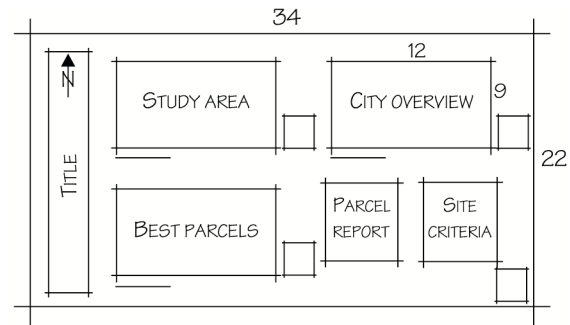 34
12
N
STUDY AREA
CITY OVERVIEW
9
22
TITLE
BEST PARCELS
PARCEL
REPORT
SITE
CRITERIA